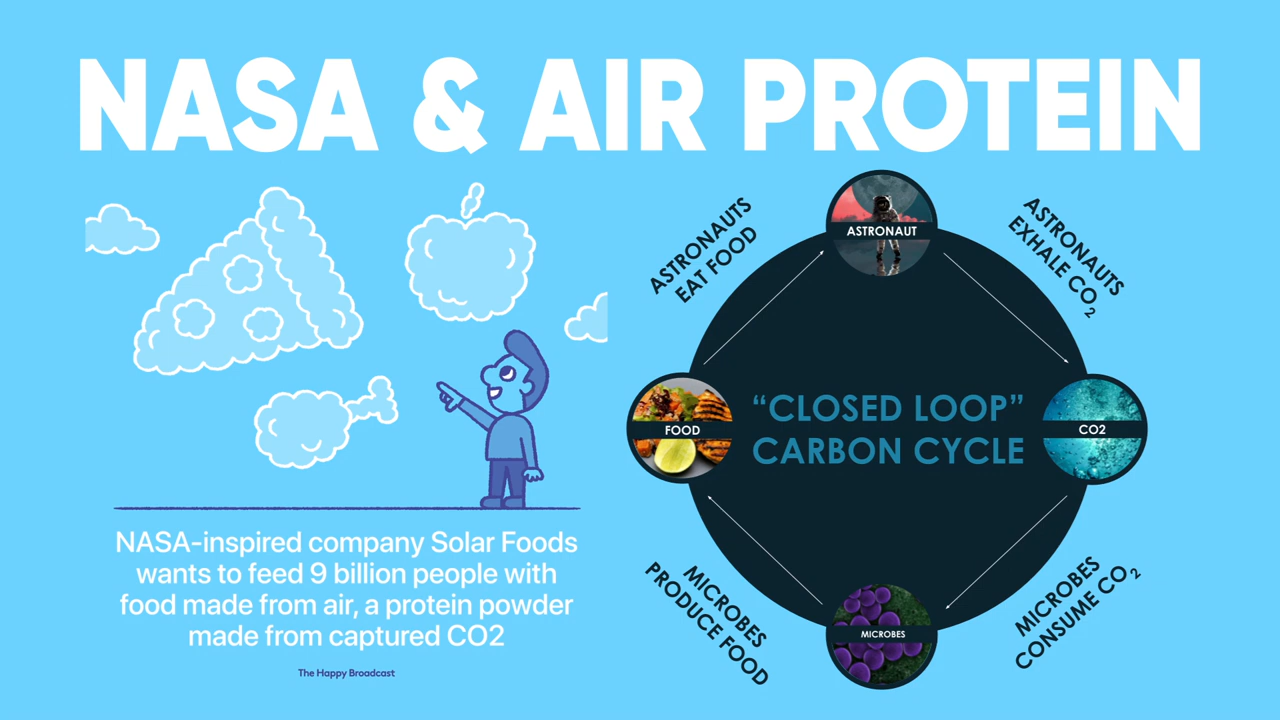 NASA & AIR PROTEIN
NASA-inspired company Solar Foods
wants to feed 9 billion people with
food made from air, a protein powder
made from captured CO2
The Happy Broadcast
ASTRONAUTS
EAT FOOD
ASTRONAUT
ASTRONAUTS
EXHALE CO₂
FOOD
“CLOSED LOOP”
CARBON CYCLE
CO2
MICROBES
PRODUCE FOOD
MICROBES
MICROBES
CONSUME CO₂